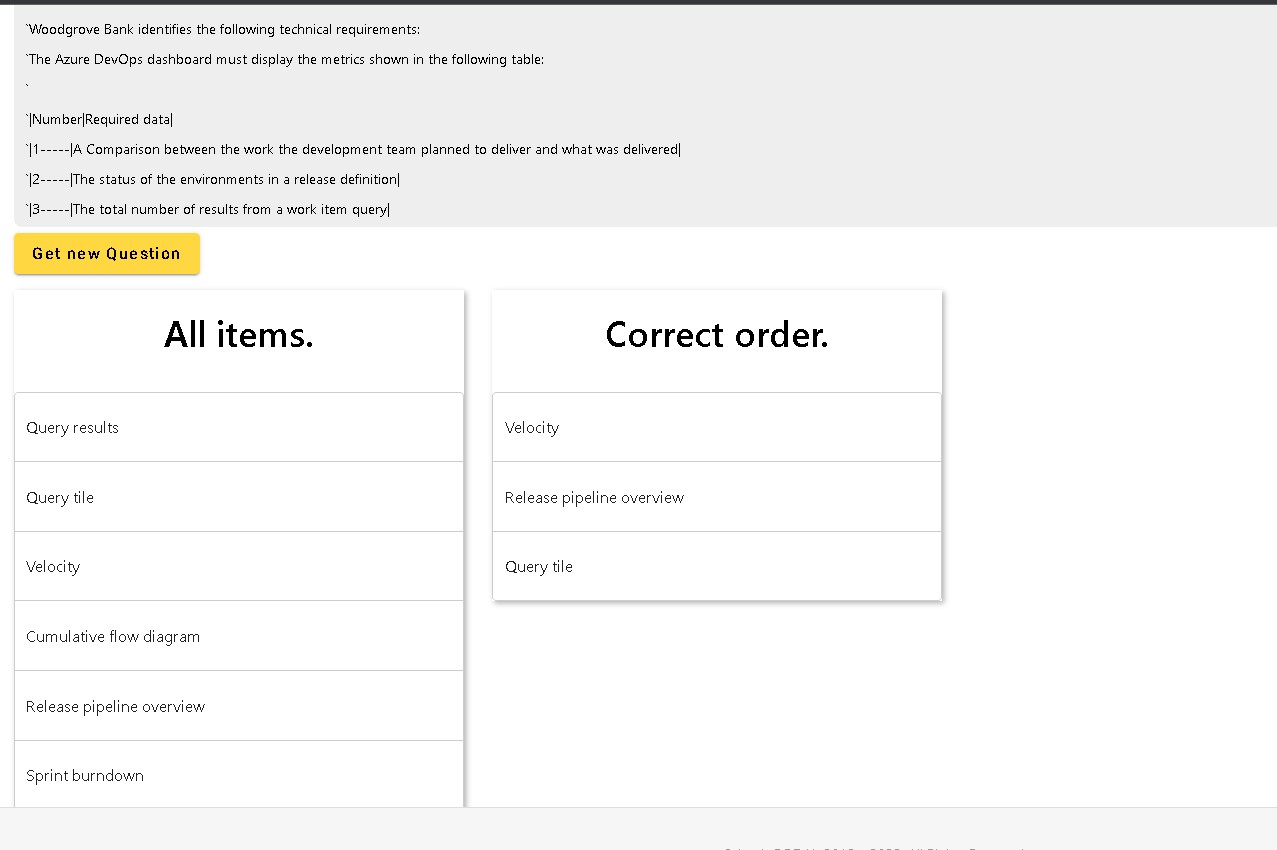 `Woodgrove Bank identifies the following technical requirements:
`The Azure DevOps dashboard must display the metrics shown in the following table:
`
`|Number|Required data|
`|1-----|A Comparison between the work the development team planned to deliver and what was delivered|
`|2-----|The status of the environments in a release definition|
`|3-----|The total number of results from a work item query|
Get new Question
All items.
Query results
Query tile
Velocity
Cumulative flow diagram
Release pipeline overview
Sprint burndown
Correct order.
Velocity
Release pipeline overview
Query tile